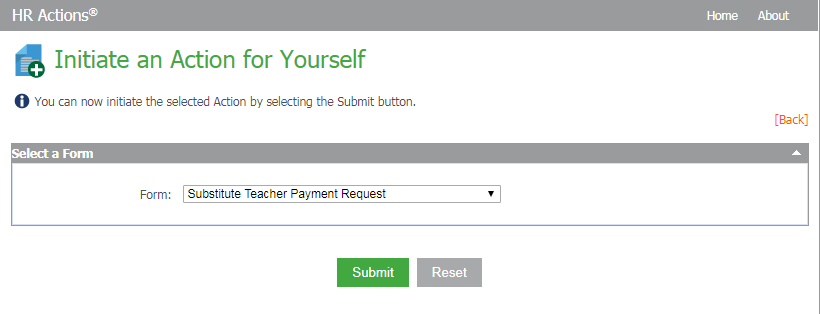 HR Actions®
Home
About
Initiate an Action for Yourself
You can now initiate the selected Action by selecting the Submit button.
[Back]
Select a Form
Form: Substitute Teacher Payment Request
Submit
Reset